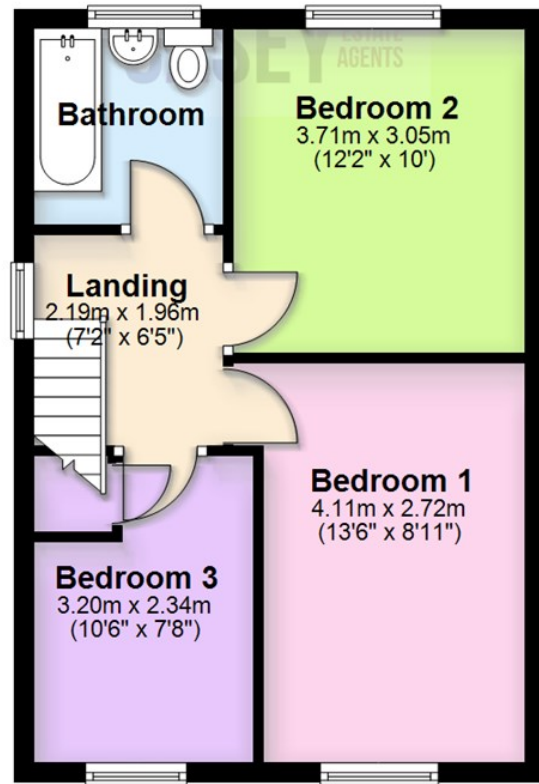 ESTATE
AGENTS
Bathroom
Bedroom 2
3.71m x 3.05m
(12'2" x 10')
Landing
2.19m x 1.96m
(7'2" x 6'5")
Bedroom 1
4.11m x 2.72m
(13'6" x 8'11")
Bedroom 3
3.20m x 2.34m
(10'6" x 7'8")